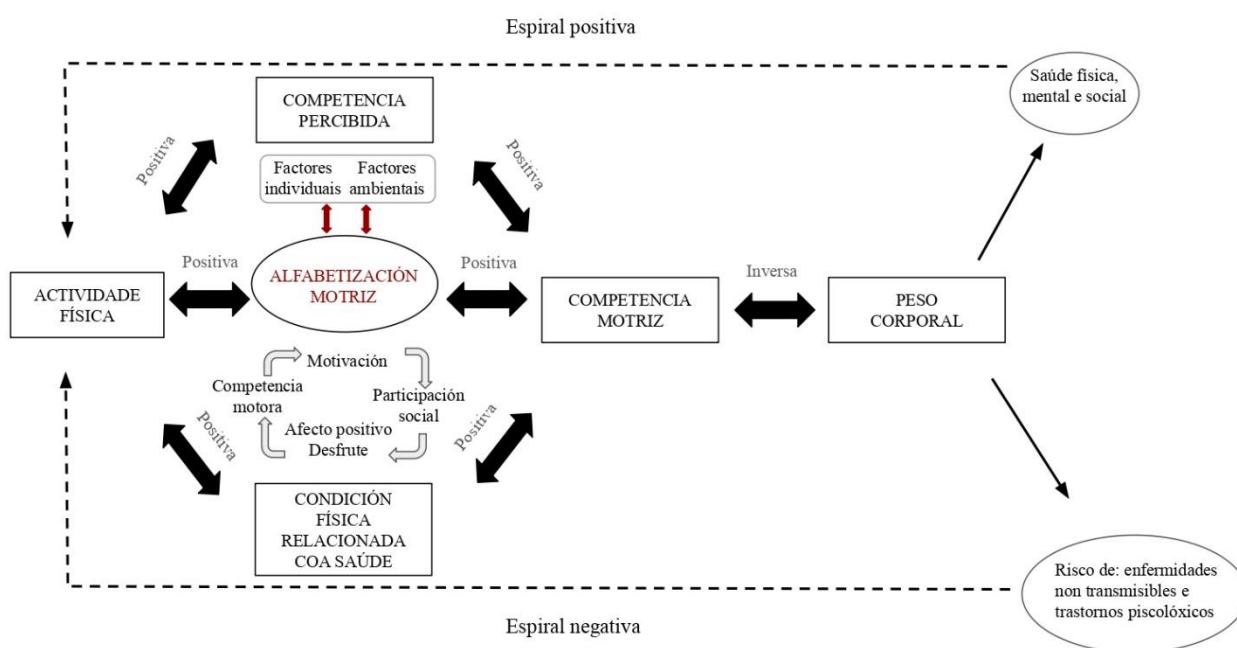 Espiral positiva
Saúde física,
mental e social
COMPETENCIA
PERCIBIDA
Positiva
Positiva
Factores
individuais
Factores
ambientais
Positiva
ALFABETIZACIÓN
MOTRIZ
Positiva
Inversa
ACTIVIDADE
FÍSICA
COMPETENCIA
MOTRIZ
PESO
CORPORAL
Motivación
Competencia
motora
Participación
social
Afecto positivo
Desfrute
Positiva
Positiva
CONDICIÓN
FÍSICA
RELACIONADA
COA SAÚDE
Risco de: enfermidades
non transmisibles e
trastornos piscolóxicos
Espiral negativa